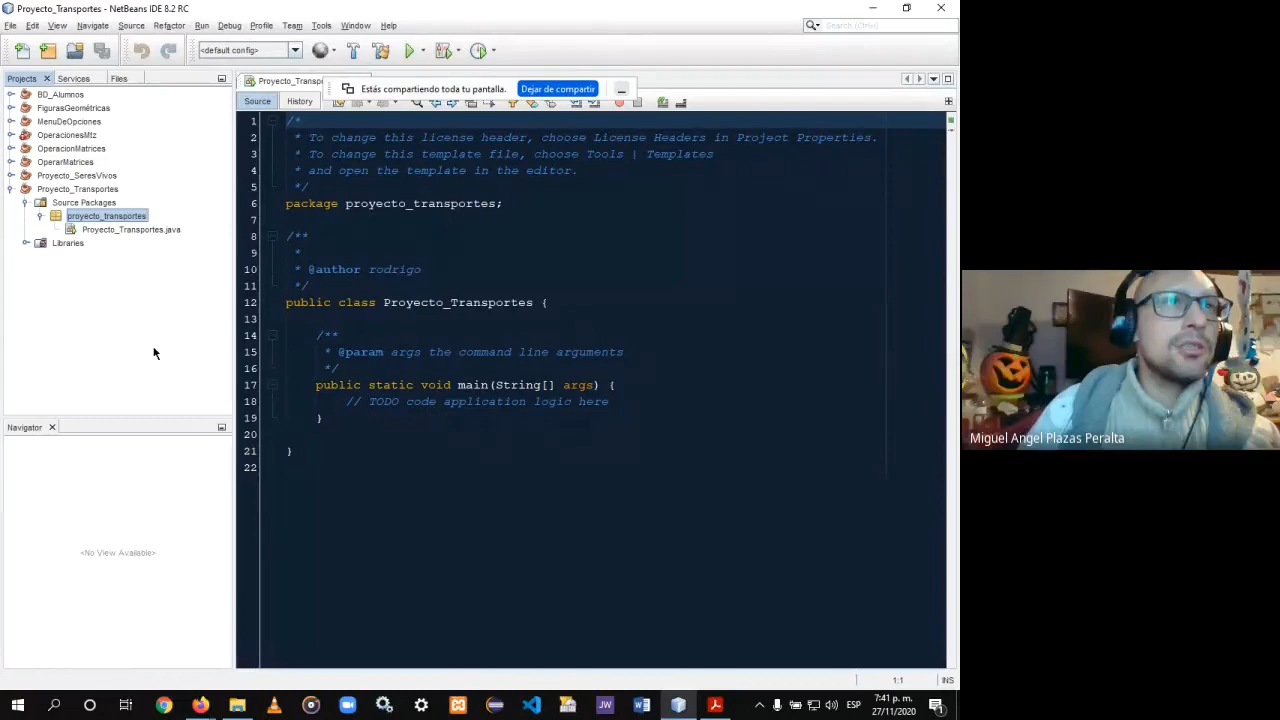 Proyecto_Transportes - NetBeans IDE 8.2 RC
File Edit View Navigate Source Refactor Run Debug Profile Team Tools Window Help
Search (Ctrl+I)
<default config>
Projects Services Files
Proyecto_Transp
Estás compartiendo toda tu pantalla. Dejar de compartir
Source History
BD_Alumnos
FigurasGeométricas
MenuDeOpciones
OperacionesMtz
OperacionMatrices
OperarMatrices
Proyecto_SeresVivos
Proyecto_Transportes
Source Packages
proyecto_transportes
Proyecto_Transportes.java
Libraries
Navigator
<No View Available>
1 /*
2 * To change this license header, choose License Headers in Project Properties.
3 * To change this template file, choose Tools | Templates
4 * and open the template in the editor.
5 */
6 package proyecto_transportes;
7
8 /**
9 *
10 * @author rodrigo
11 */
12 public class Proyecto_Transportes {
13
14 /**
15 * @param args the command line arguments
16 */
17 public static void main(String[] args) {
18 // TODO code application logic here
19 }
20
21 }
22
1:1 INS
Miguel Angel Plazas Peralta
JW
ESP
7:41 p. m.
27/11/2020
1